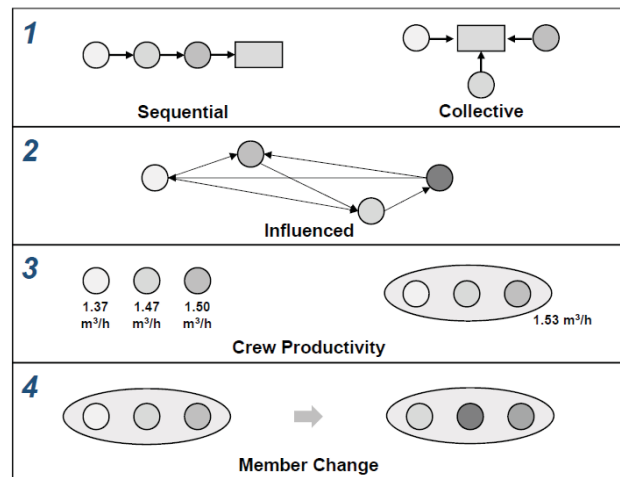 1
Sequential
Collective
2
Influenced
3
1.37 1.47 1.50
m³/h m³/h m³/h
1.53 m³/h
Crew Productivity
4
Member Change